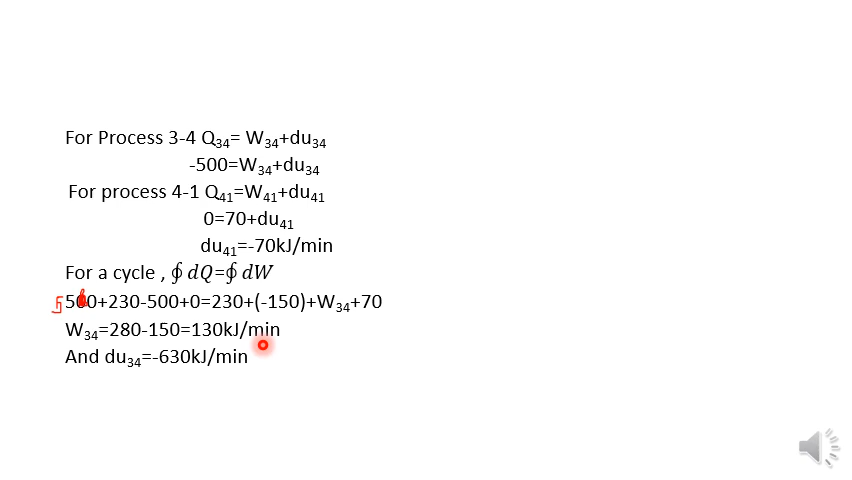 For Process 3-4 Q₃₄= W₃₄+du₃₄
-500=W₃₄+du₃₄
For process 4-1 Q₄₁=W₄₁+du₄₁
0=70+du₄₁
du₄₁=-70kJ/min
For a cycle , ∮ dQ=∮ dW
500+230-500+0=230+(-150)+W₃₄+70
W₃₄=280-150=130kJ/min
And du₃₄=-630kJ/min